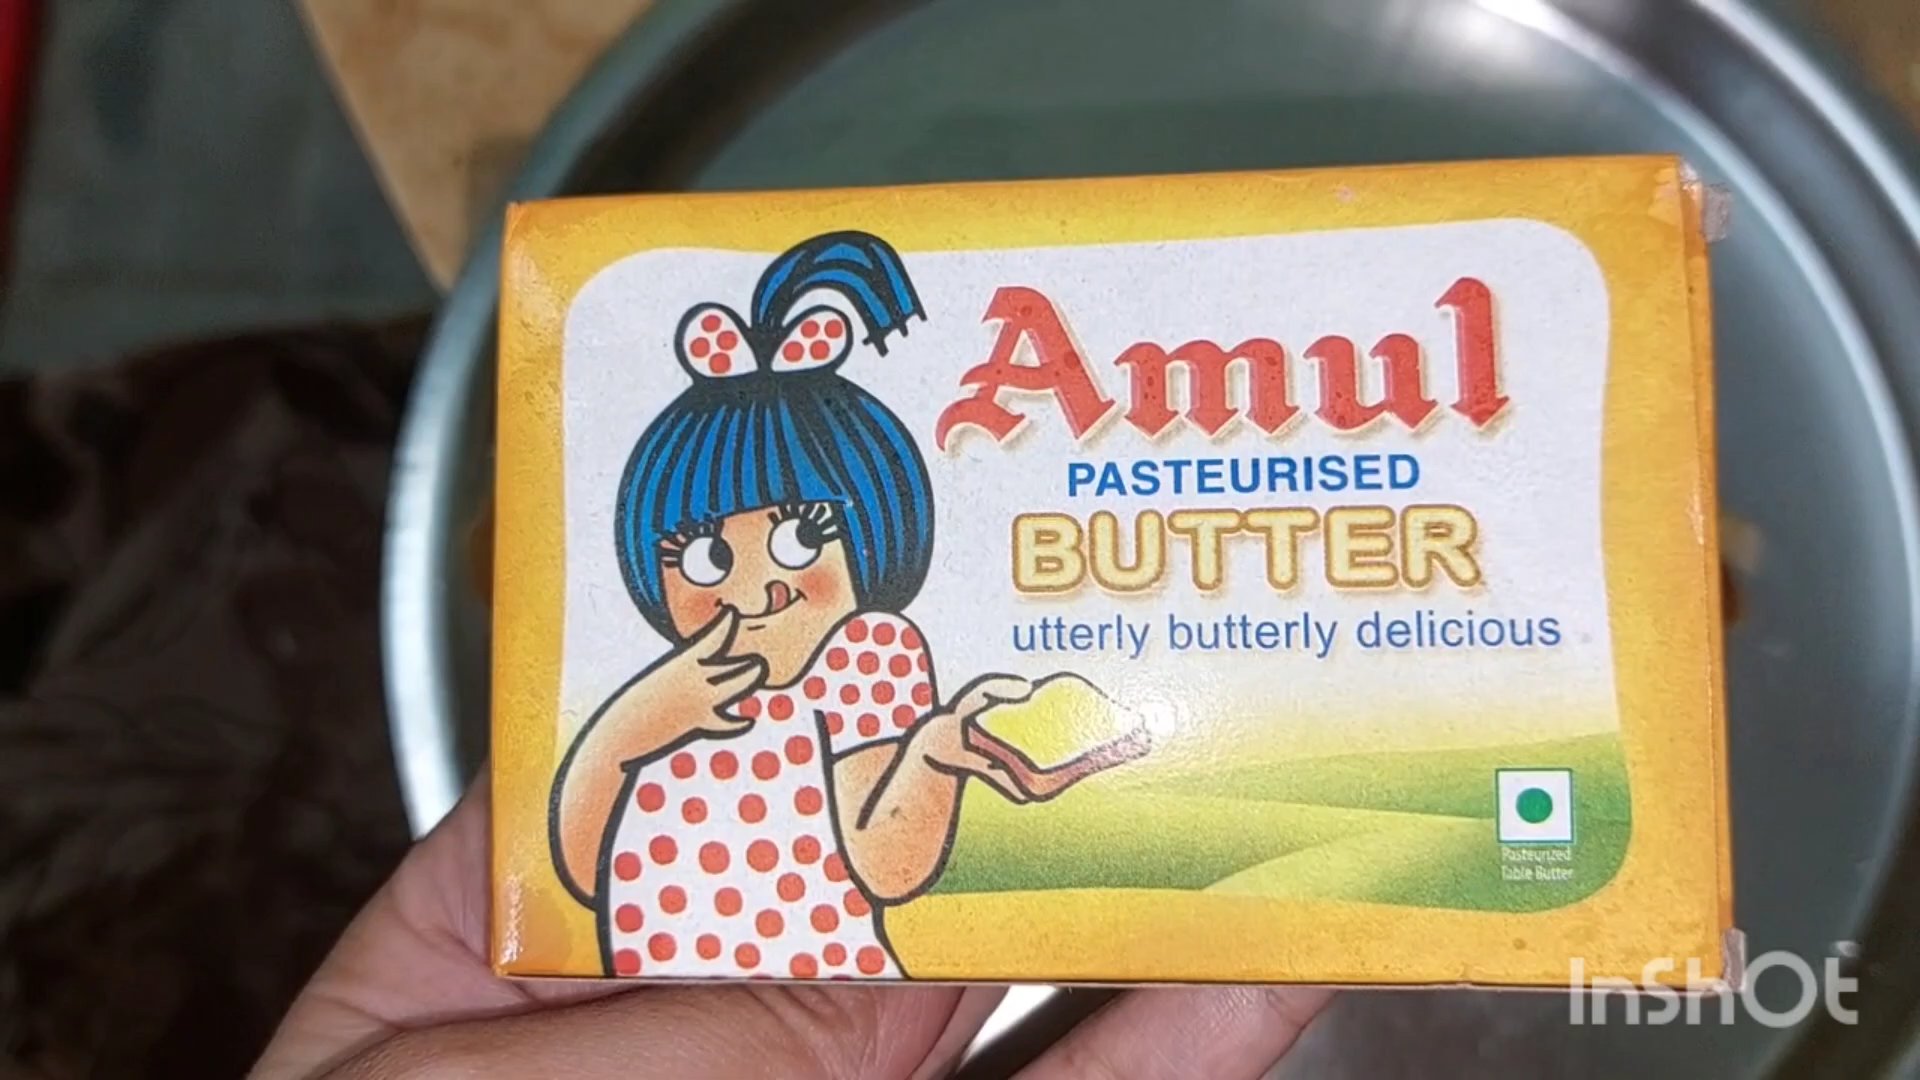 Amul
PASTEURISED
BUTTER
utterly butterly delicious
Pasteurized
Table Butter
InShOt